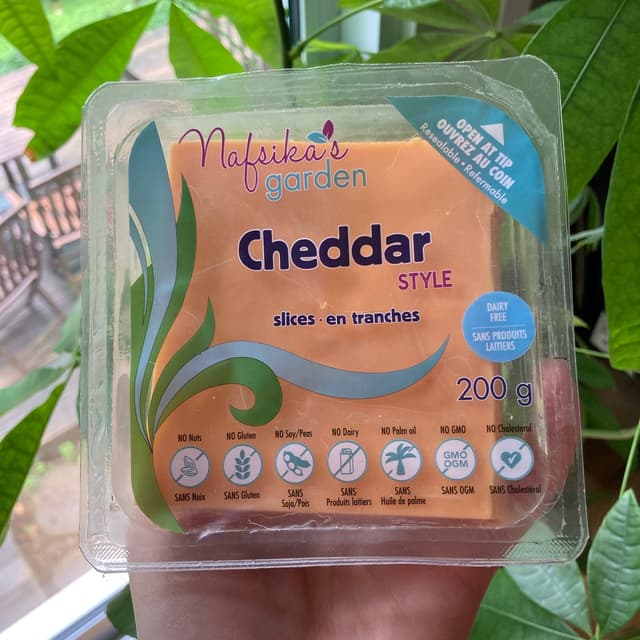 Nafsika's
garden
OPEN AT TIP
OUVREZ AU COIN
Resealable • Refermable
Cheddar
STYLE
slices • en tranches
DAIRY
FREE
SANS PRODUITS
LAITIERS
200 g
NO Nuts
SANS Noix
NO Gluten
SANS Gluten
NO Soy/Peas
SANS
Soja/Pois
NO Dairy
SANS
Produits laitiers
NO Palm oil
SANS
Huile de palme
NO GMO
GMO
OGM
SANS OGM
NO Cholesterol
SANS Cholestérol